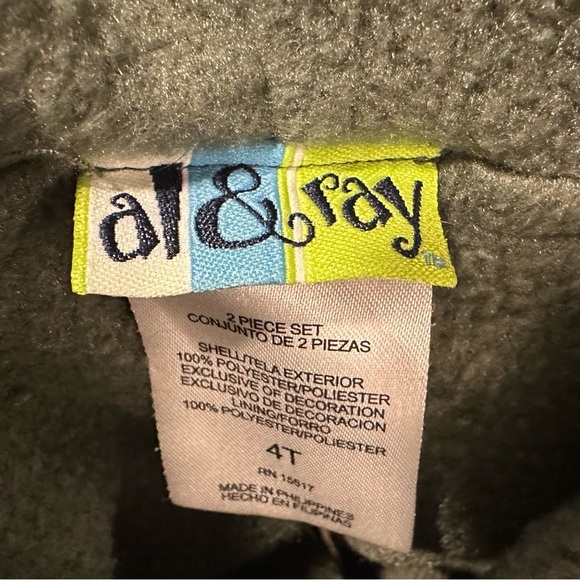 al & ray
2 PIECE SET
CONJUNTO DE 2 PIEZAS
SHELL/TELA EXTERIOR
100% POLYESTER/POLIESTER
EXCLUSIVE OF DECORATION
EXCLUSIVO DE DECORACION
LINING/FORRO
100% POLYESTER/POLIESTER
4T
RN 15817
MADE IN PHILIPPINES
HECHO EN FILIPINAS